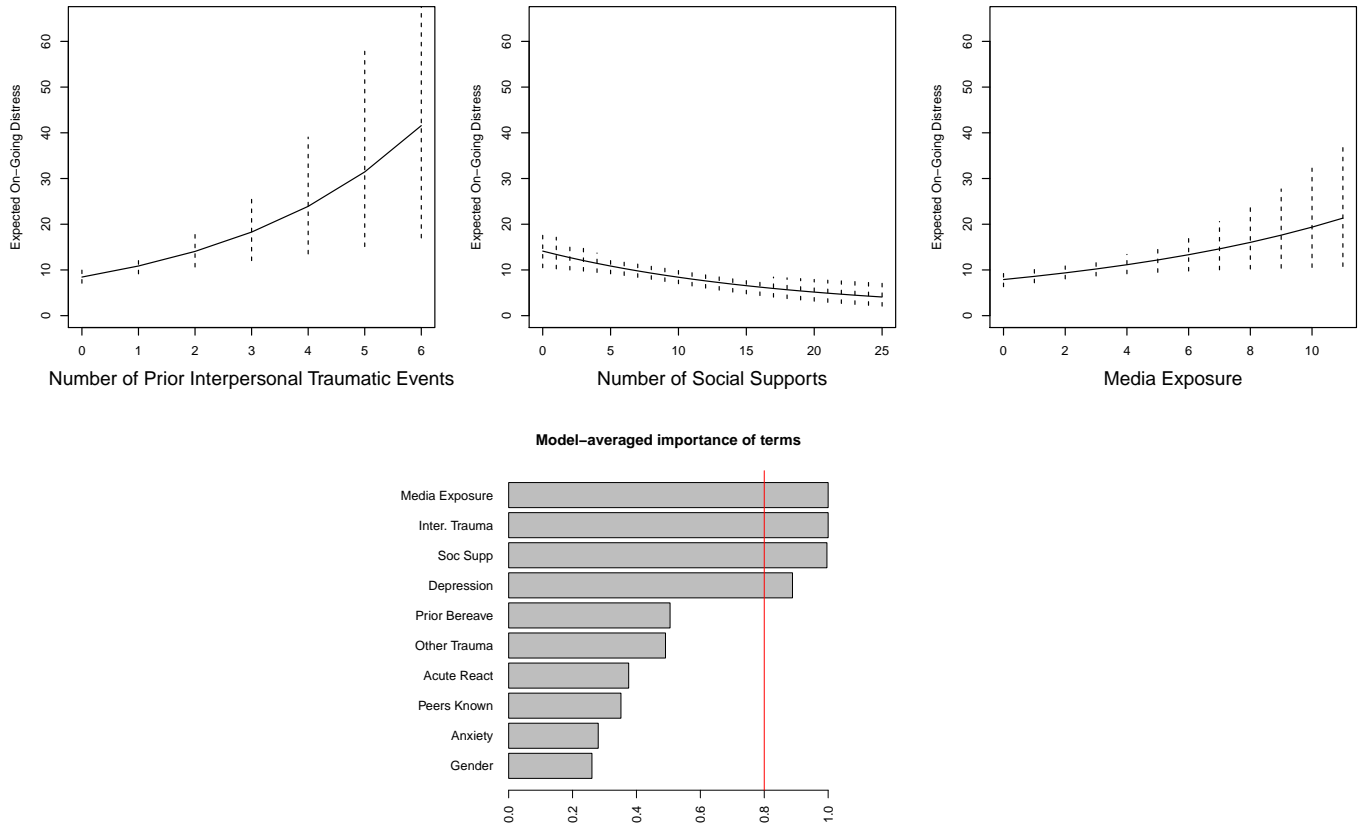 60
50
40
30
20
10
0
Expected On−Going Distress
0 1 2 3 4 5 6
Number of Prior Interpersonal Traumatic Events
60
50
40
30
20
10
0
Expected On−Going Distress
0 5 10 15 20 25
Number of Social Supports
60
50
40
30
20
10
0
Expected On−Going Distress
0 2 4 6 8 10
Media Exposure
Model−averaged importance of terms
Media Exposure
Inter. Trauma
Soc Supp
Depression
Prior Bereave
Other Trauma
Acute React
Peers Known
Anxiety
Gender
0.0 0.2 0.4 0.6 0.8 1.0